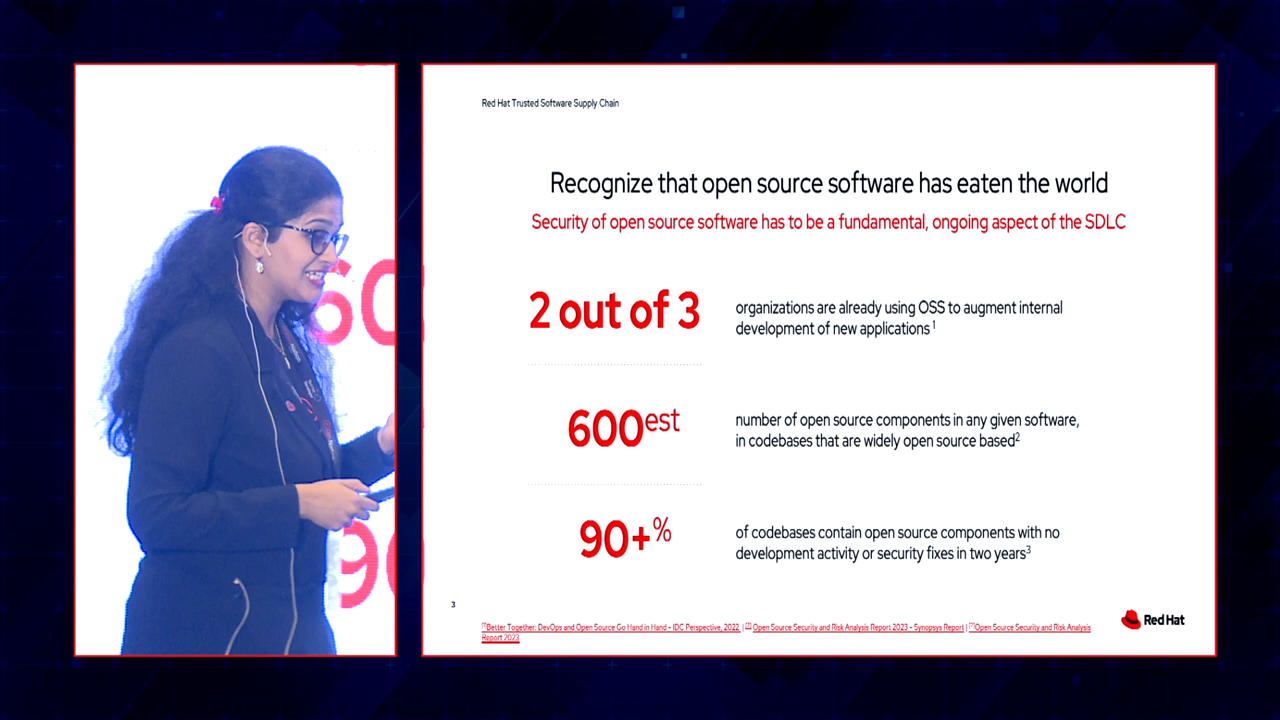 Red Hat Trusted Software Supply Chain
Recognize that open source software has eaten the world
Security of open source software has to be a fundamental, ongoing aspect of the SDLC
2 out of 3
organizations are already using OSS to augment internal
development of new applications 1
600est
number of open source components in any given software,
in codebases that are widely open source based2
90+%
of codebases contain open source components with no
development activity or security fixes in two years3
3
[1]Better Together: DevOps and Open Source Go Hand in Hand - IDC Perspective, 2022 | [2] Open Source Security and Risk Analysis Report 2023 - Synopsys Report | [3]Open Source Security and Risk Analysis
Report 2023
Red Hat
60
90